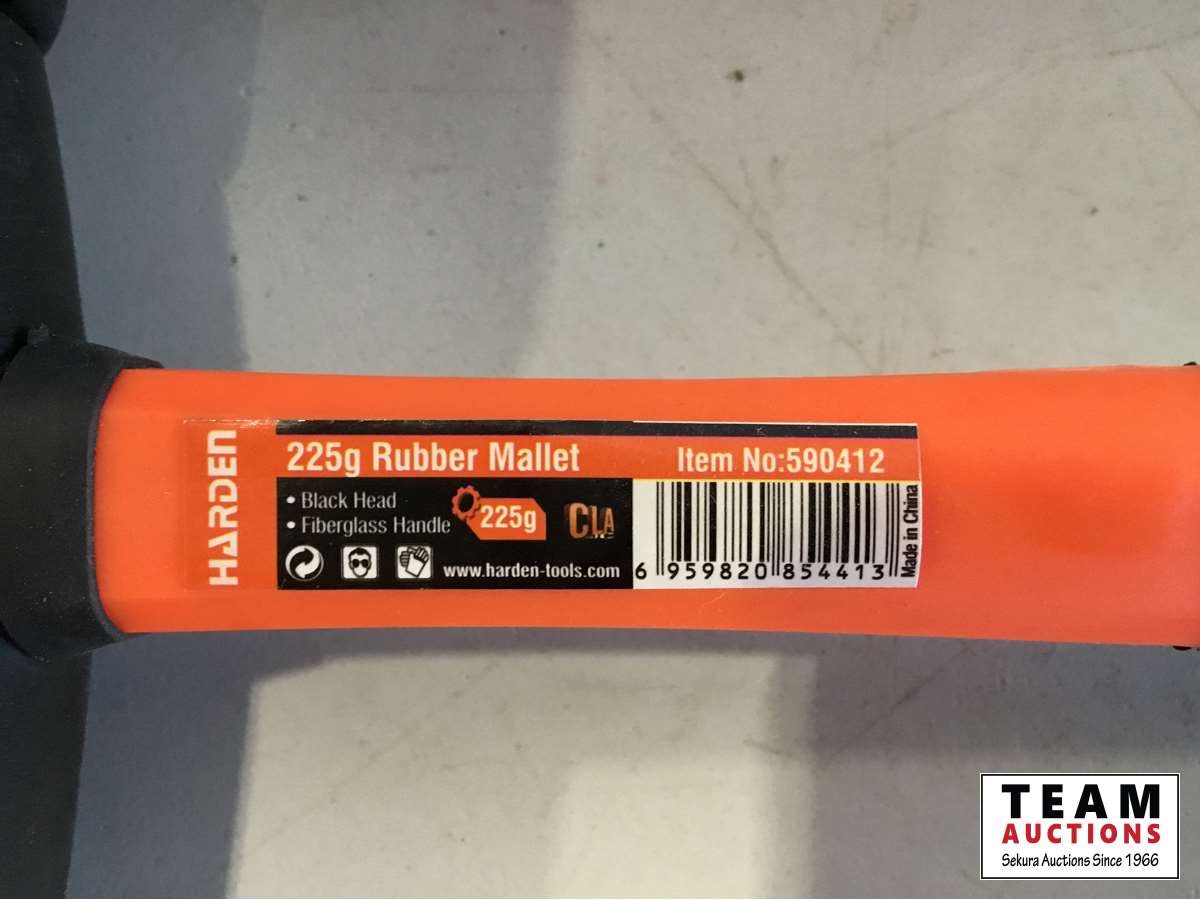 HARDEN
225g Rubber Mallet
Item No:590412
• Black Head
• Fiberglass Handle
225g
CLA
www.harden-tools.com
6 959820 854413
Made in China
TEAM
AUCTIONS
Sekura Auctions Since 1966